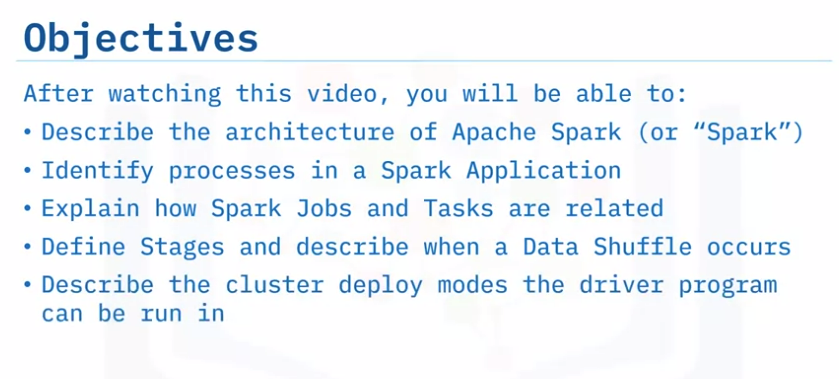 Objectives
After watching this video, you will be able to:
• Describe the architecture of Apache Spark (or “Spark”)
• Identify processes in a Spark Application
• Explain how Spark Jobs and Tasks are related
• Define Stages and describe when a Data Shuffle occurs
• Describe the cluster deploy modes the driver program
can be run in